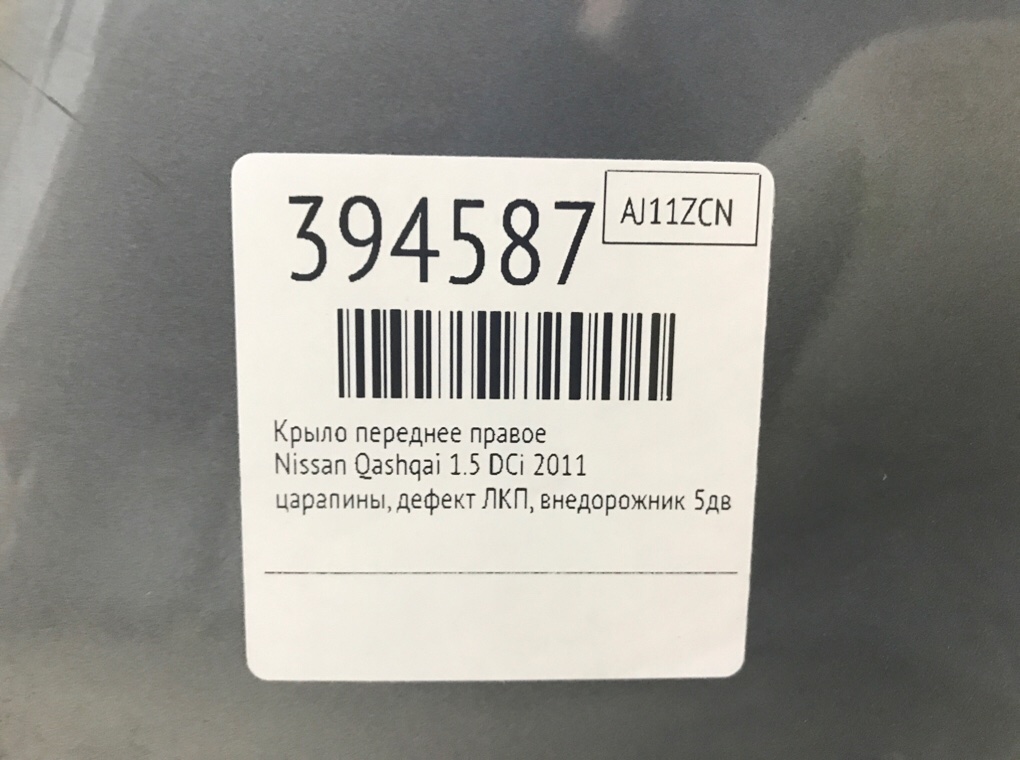 394587
AJ11ZCN
Крыло переднее правое
Nissan Qashqai 1.5 DCi 2011
царапины, дефект ЛКП, внедорожник 5дв